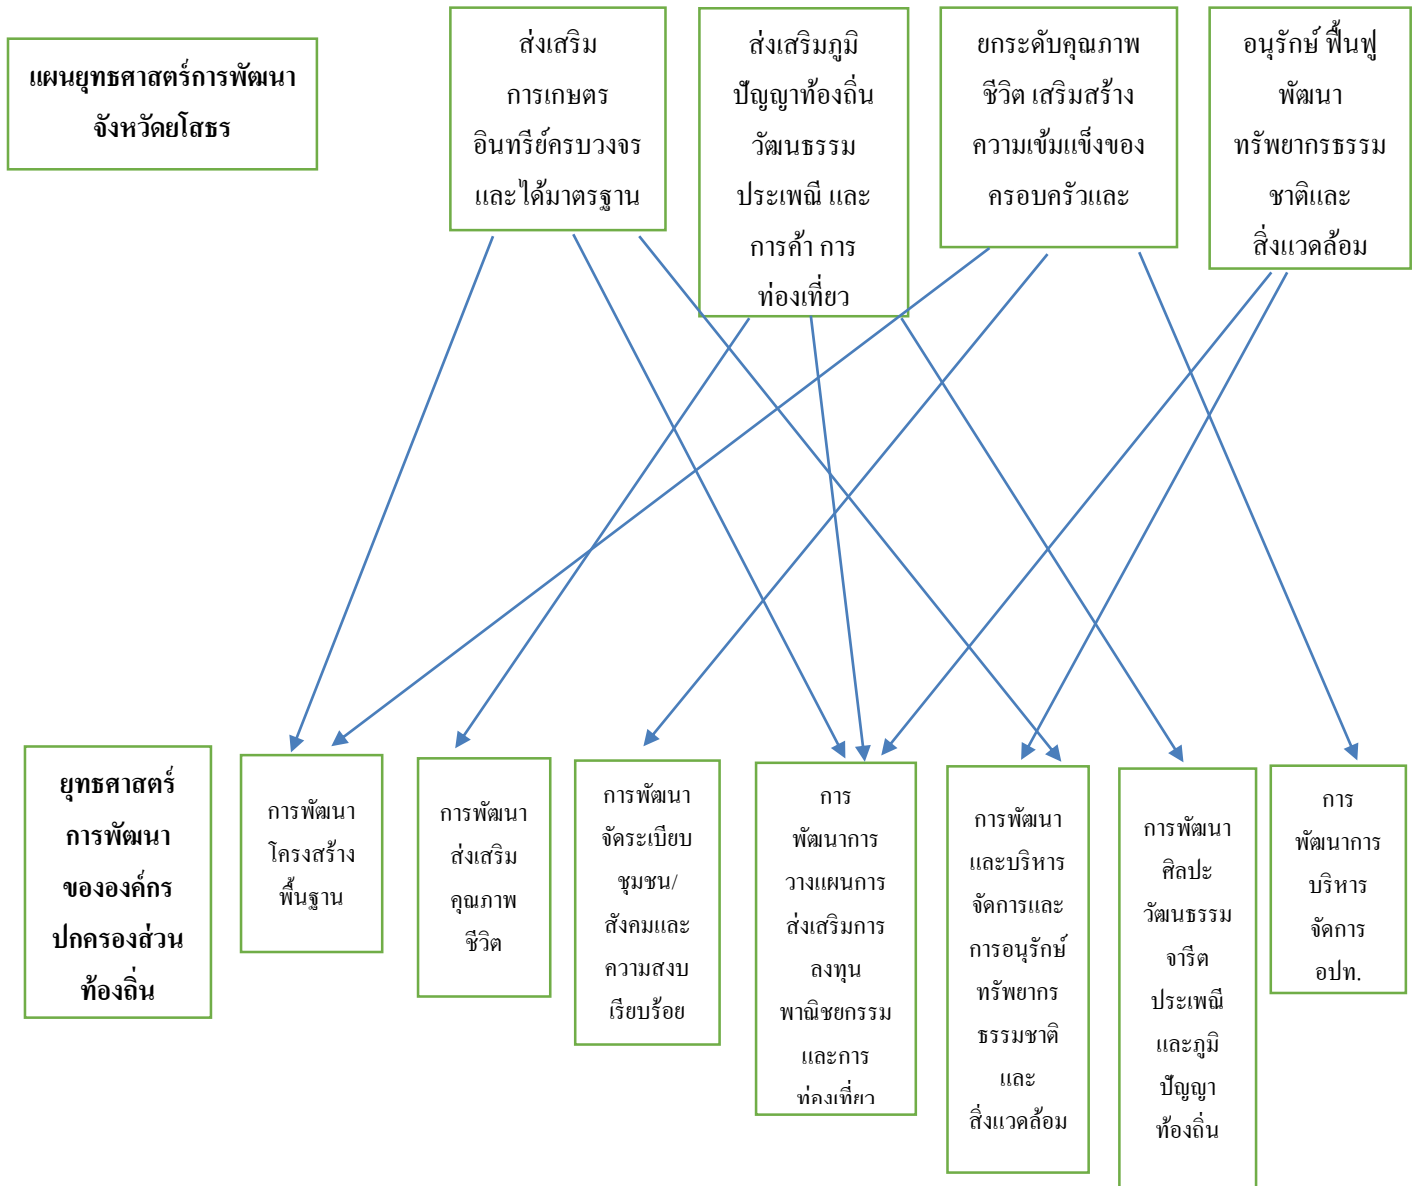 แผนยุทธศาสตร์การพัฒนา
จังหวัดยโสธร
ส่งเสริม
การเกษตร
อินทรีย์ครบวงจร
และได้มาตรฐาน
ส่งเสริมภูมิ
ปัญญาท้องถิ่น
วัฒนธรรม
ประเพณี และ
การค้า การ
ท่องเที่ยว
ยกระดับคุณภาพ
ชีวิต เสริมสร้าง
ความเข้มแข็งของ
ครอบครัวและ
อนุรักษ์ ฟื้นฟู
พัฒนา
ทรัพยากรธรรม
ชาติและ
สิ่งแวดล้อม
ยุทธศาสตร์
การพัฒนา
ขององค์กร
ปกครองส่วน
ท้องถิ่น
การพัฒนา
โครงสร้าง
พื้นฐาน
การพัฒนา
ส่งเสริม
คุณภาพ
ชีวิต
การพัฒนา
จัดระเบียบ
ชุมชน/
สังคมและ
ความสงบ
เรียบร้อย
การ
พัฒนาการ
วางแผนการ
ส่งเสริมการ
ลงทุน
พาณิชยกรรม
และการ
ท่องเที่ยว
การพัฒนา
และบริหาร
จัดการและ
การอนุรักษ์
ทรัพยากร
ธรรมชาติ
และ
สิ่งแวดล้อม
การพัฒนา
ศิลปะ
วัฒนธรรม
จารีต
ประเพณี
และภูมิ
ปัญญา
ท้องถิ่น
การ
พัฒนาการ
บริหาร
จัดการ
อปท.